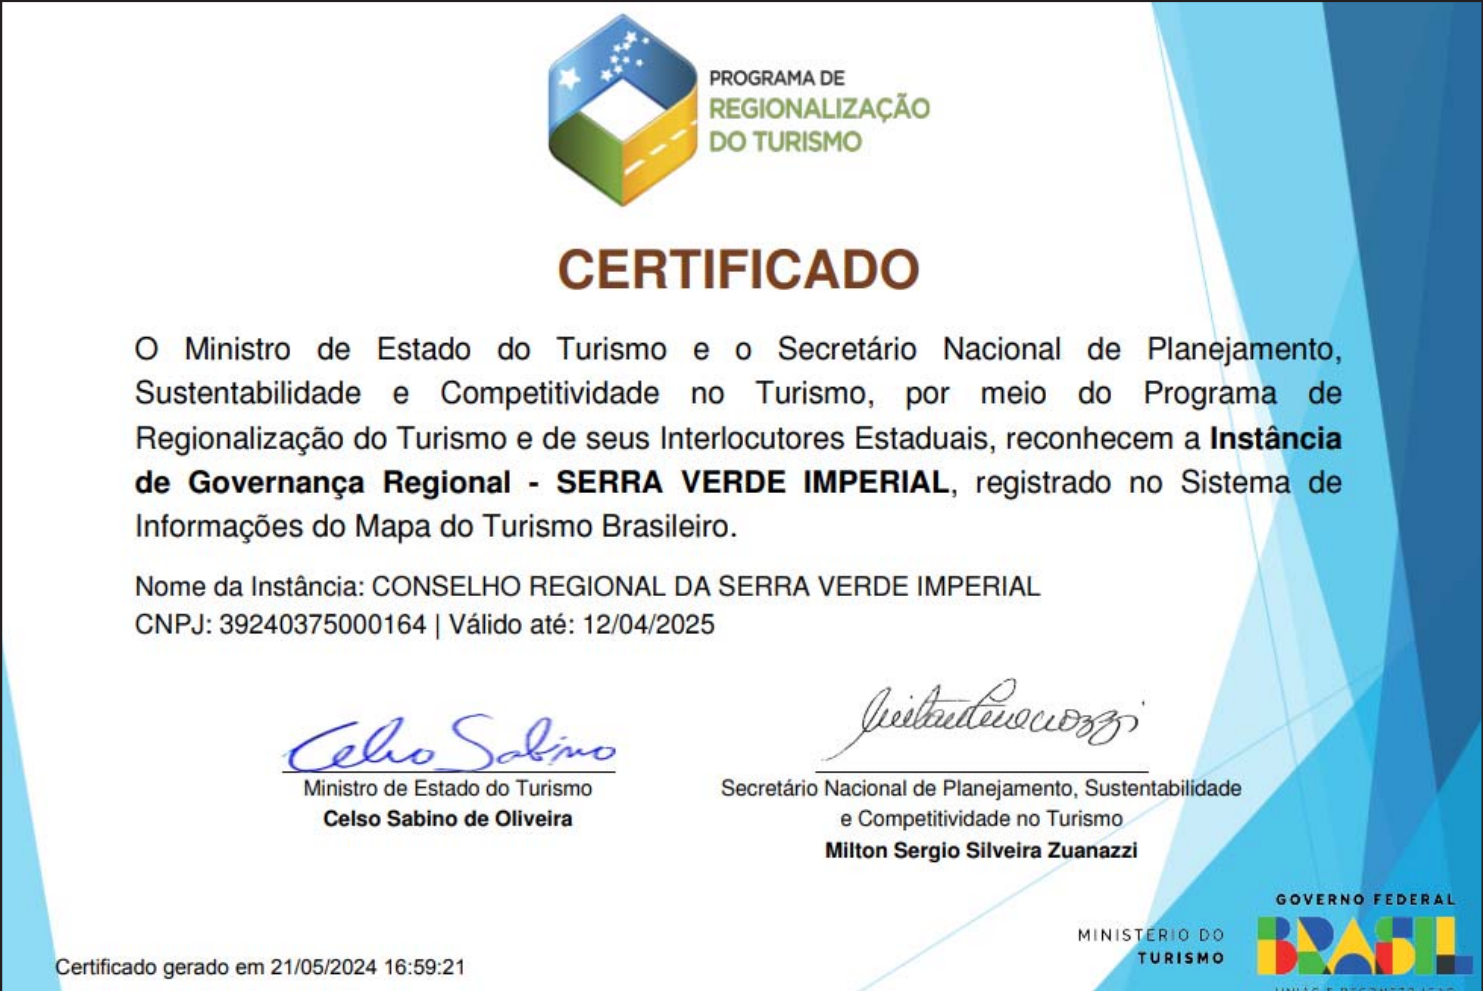 PROGRAMA DE
REGIONALIZAÇÃO
DO TURISMO
CERTIFICADO
O Ministro de Estado do Turismo e o Secretário Nacional de Planejamento,
Sustentabilidade e Competitividade no Turismo, por meio do Programa de
Regionalização do Turismo e de seus Interlocutores Estaduais, reconhecem a Instância
de Governança Regional - SERRA VERDE IMPERIAL, registrado no Sistema de
Informações do Mapa do Turismo Brasileiro.
Nome da Instância: CONSELHO REGIONAL DA SERRA VERDE IMPERIAL
CNPJ: 39240375000164 | Válido até: 12/04/2025
Celso Sabino
Ministro de Estado do Turismo
Celso Sabino de Oliveira
Secretário Nacional de Planejamento, Sustentabilidade
e Competitividade no Turismo
Milton Sergio Silveira Zuanazzi
GOVERNO FEDERAL
BRASIL
MINISTÉRIO DO
TURISMO
Certificado gerado em 21/05/2024 16:59:21